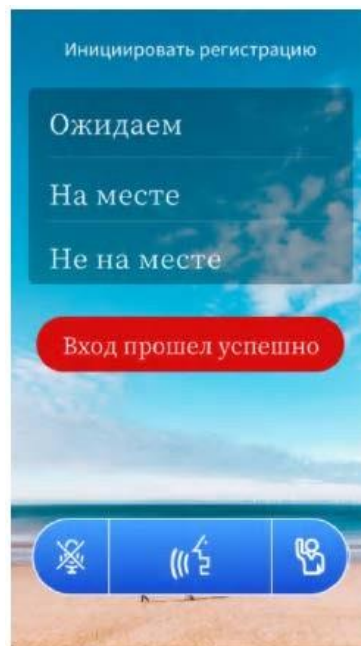 Инициировать регистрацию
Ожидаем
На месте
Не на месте
Вход прошел успешно